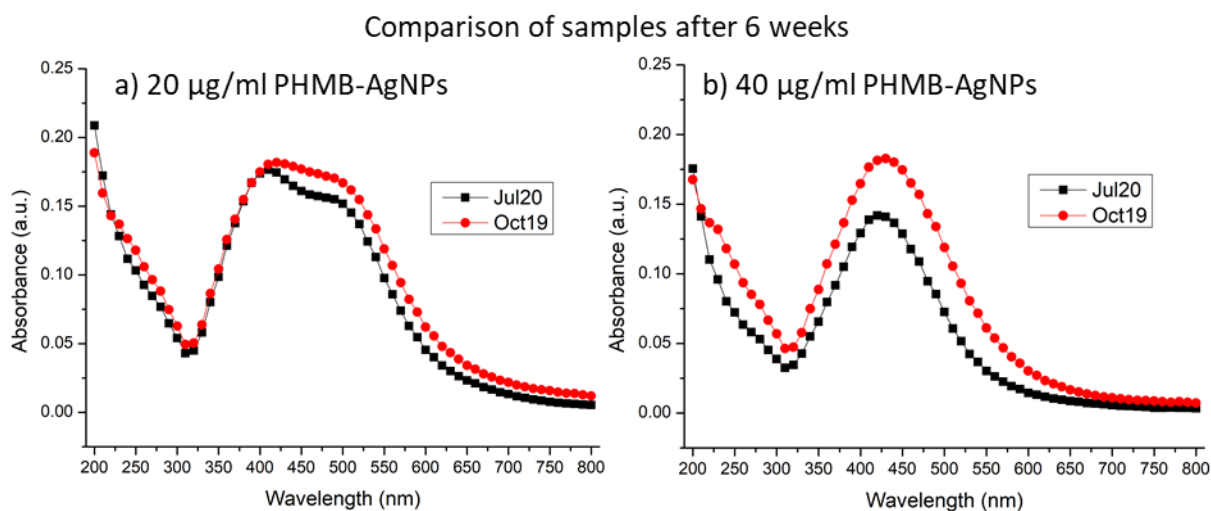 Comparison of samples after 6 weeks
a) 20 µg/ml PHMB-AgNPs
0.25
0.20
0.15
0.10
0.05
0.00
Absorbance (a.u.)
Jul20
Oct19
200 250 300 350 400 450 500 550 600 650 700 750 800
Wavelength (nm)
b) 40 µg/ml PHMB-AgNPs
0.25
0.20
0.15
0.10
0.05
0.00
Absorbance (a.u.)
Jul20
Oct19
200 250 300 350 400 450 500 550 600 650 700 750 800
Wavelength (nm)